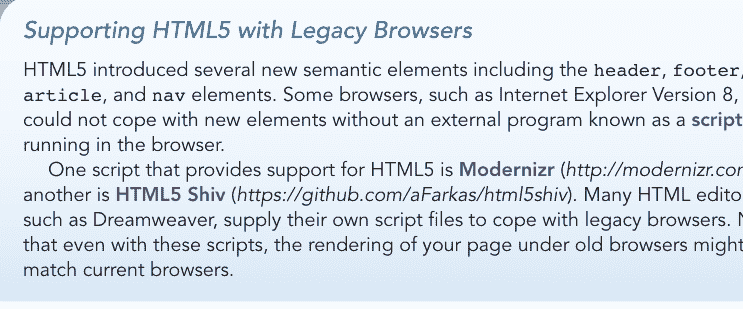 Supporting HTML5 with Legacy Browsers
HTML5 introduced several new semantic elements including the header, footer,
article, and nav elements. Some browsers, such as Internet Explorer Version 8,
could not cope with new elements without an external program known as a script
running in the browser.
One script that provides support for HTML5 is Modernizr (http://modernizr.com
another is HTML5 Shiv (https://github.com/aFarkas/html5shiv). Many HTML edito
such as Dreamweaver, supply their own script files to cope with legacy browsers. N
that even with these scripts, the rendering of your page under old browsers might
match current browsers.